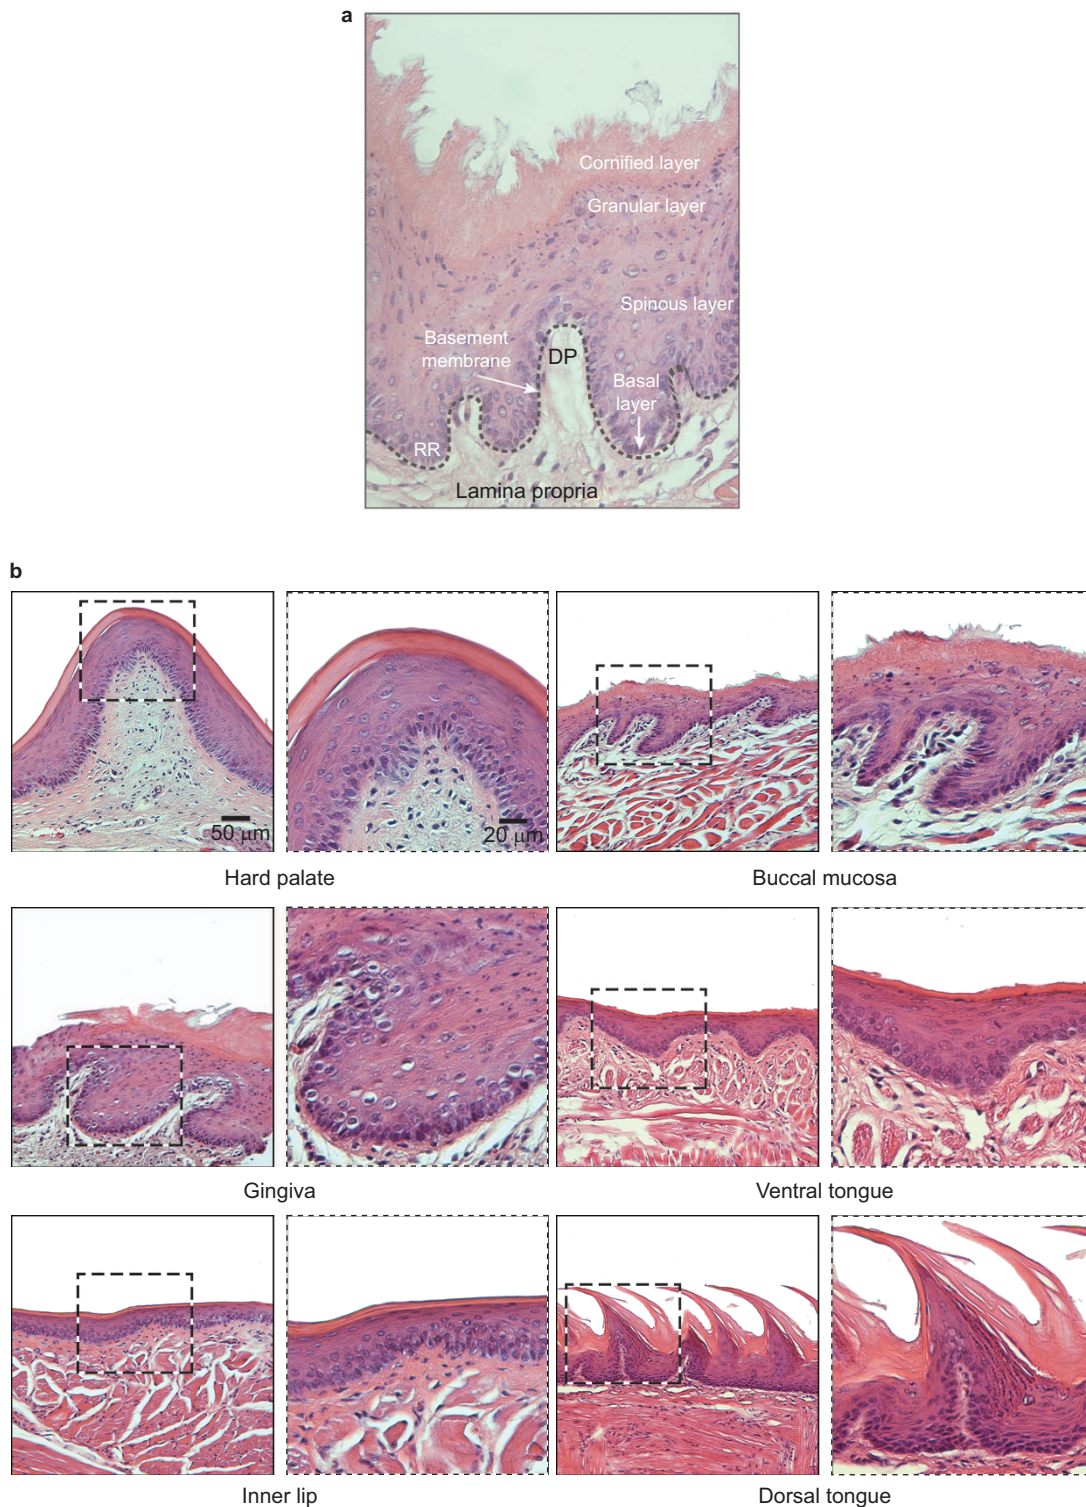 a
Cornified layer
Granular layer
Spinous layer
Basement
membrane
DP
Basal
layer
RR
Lamina propria
b
50 μm
20 μm
Hard palate
Buccal mucosa
Gingiva
Ventral tongue
Inner lip
Dorsal tongue